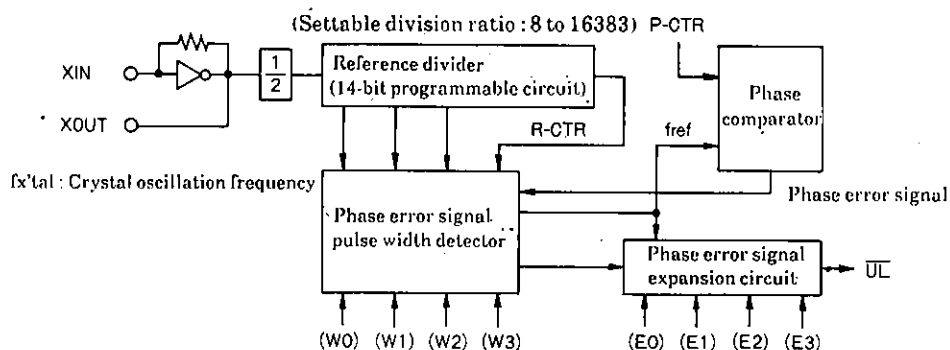 (Settable division ratio : 8 to 16383) P-CTR
XIN
1
2
Reference divider
(14-bit programmable circuit)
Phase
comparator
XOUT
R-CTR
fref
fx'tal : Crystal oscillation frequency
Phase error signal
Phase error signal
pulse width detector
Phase error signal
expansion circuit
UL
(W0) (W1) (W2) (W3)
(E0) (E1) (E2) (E3)